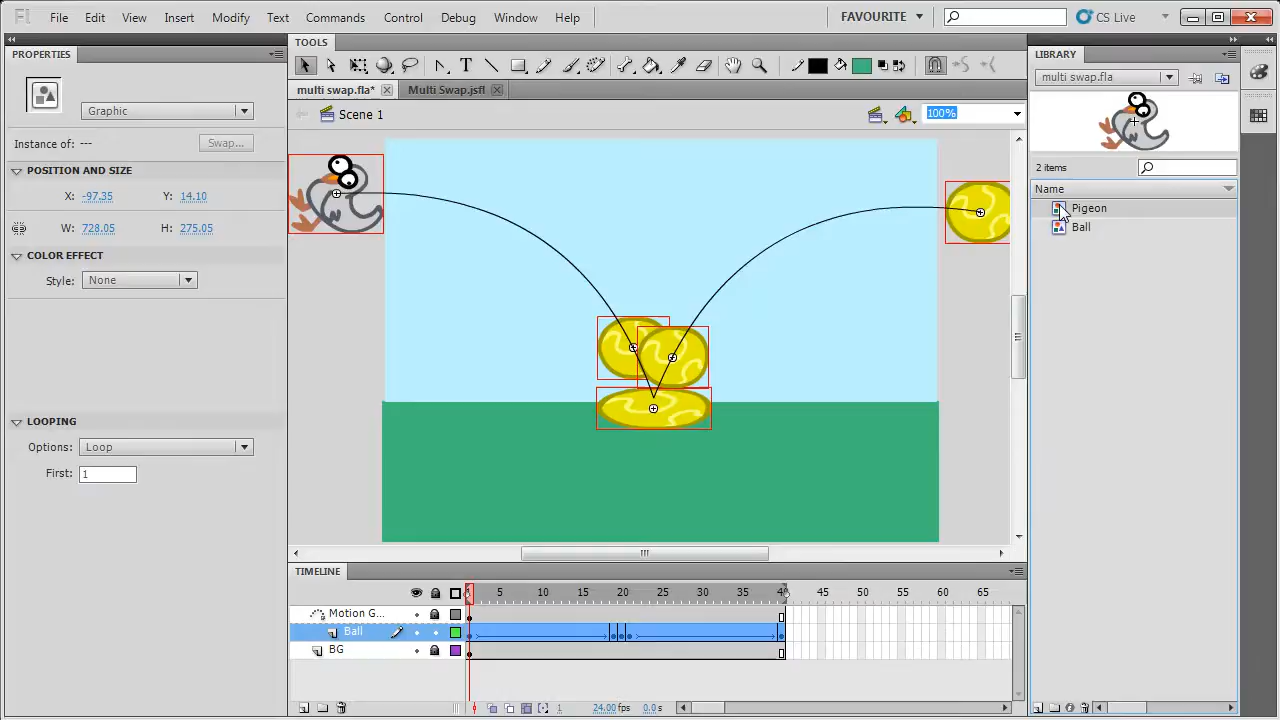 Fl File Edit View Insert Modify Text Commands Control Debug Window Help FAVOURITE CS Live
PROPERTIES
Graphic
Instance of: --- Swap...
POSITION AND SIZE
X: -97.35 Y: 14.10
W: 728.05 H: 275.05
COLOR EFFECT
Style: None
LOOPING
Options: Loop
First: 1
TOOLS
multi swap.fla* Multi Swap.jsfl
Scene 1 100%
TIMELINE
5 10 15 20 25 30 35 40 45 50 55 60 65
Motion G...
Ball
BG
1 24.00 fps 0.0 s
LIBRARY
multi swap.fla
2 items
Name
Pigeon
Ball